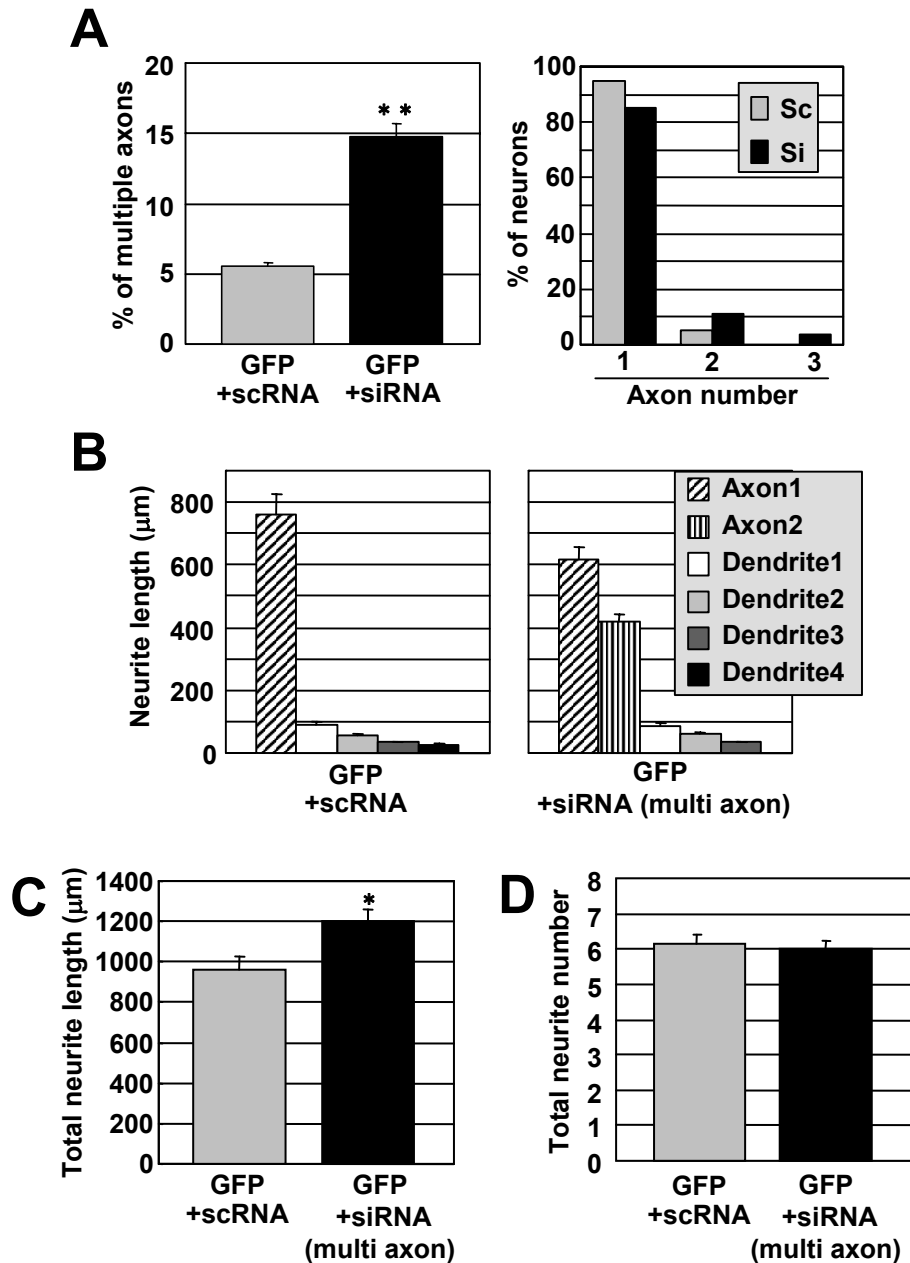 A
% of multiple axons
20
15
10
5
0
* *
GFP
+scRNA
GFP
+siRNA
% of neurons
100
80
60
40
20
0
Sc
Si
1 2 3
Axon number
B
Neurite length (μm)
800
600
400
200
0
GFP
+scRNA
GFP
+siRNA (multi axon)
Axon1
Axon2
Dendrite1
Dendrite2
Dendrite3
Dendrite4
C
Total neurite length (μm)
1400
1200
1000
800
600
400
200
0
*
GFP
+scRNA
GFP
+siRNA
(multi axon)
D
Total neurite number
8
7
6
5
4
3
2
1
0
GFP
+scRNA
GFP
+siRNA
(multi axon)